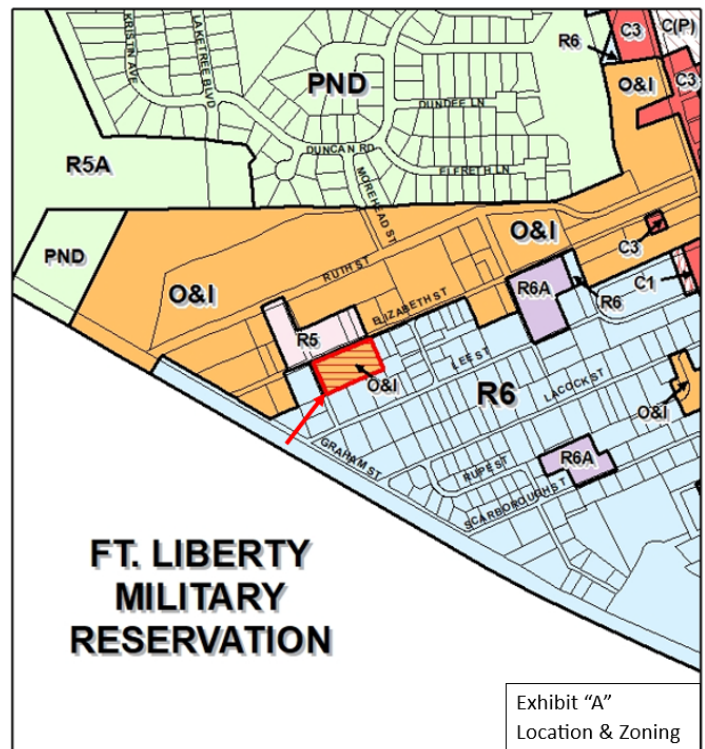 KRISTIN AVE
LAKETREE BLVD
PND
R6
C3
C(P)
O&I
C3
DUNDEE LN
DUNCAN RD
ELFRETH LN
R5A
MOREHEAD ST
PND
O&I
RUTH ST
O&I
C3
C1
R6A
R6
ELIZABETH ST
R5
O&I
LEE ST
R6
LACOCK ST
O&I
GRAHAM ST
RUPE ST
R6A
SCARBOROUGH ST
FT. LIBERTY
MILITARY
RESERVATION
Exhibit “A”
Location & Zoning